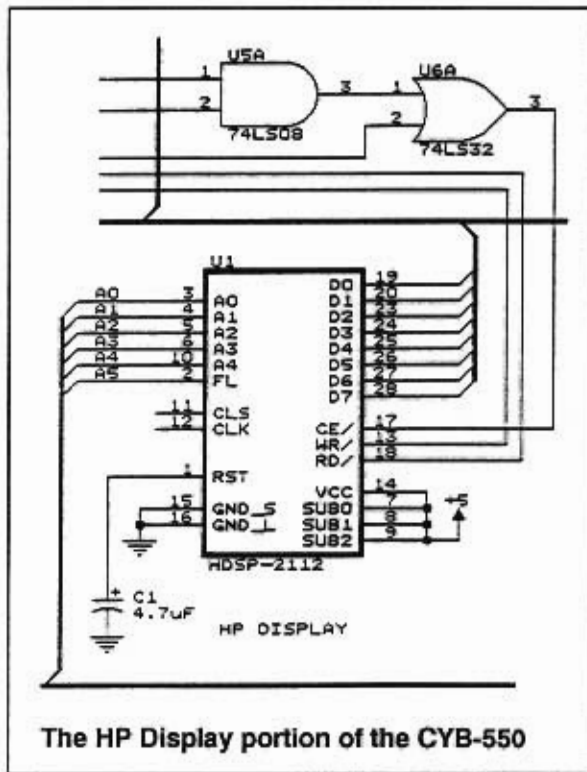 U5A
1
2
3
74LS08
U6A
1
2
3
74LS32
U1
A0 3 A0
A1 4 A1
A2 5 A2
A3 6 A3
A4 10 A4
A5 2 FL
11 CLS
12 CLK
1 RST
15 GND_S
16 GND_L
D0 19
D1 20
D2
D3
D4 24
D5 25
D6 26
D7 28
CE/ 17
WR/ 13
RD/ 18
VCC 14
SUB0 7
SUB1 8
SUB2 9
+5
HDSP-2112
+
C1
4.7uF
HP DISPLAY
The HP Display portion of the CYB-550